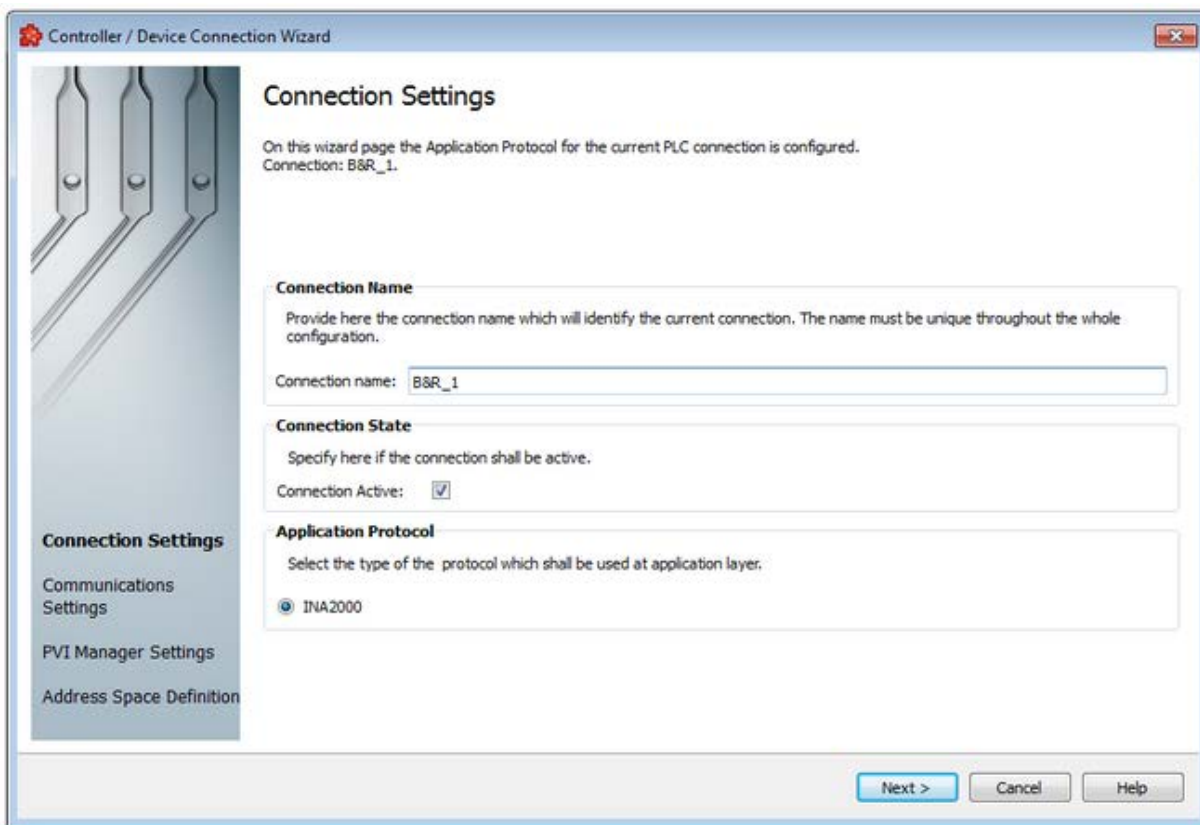 Controller / Device Connection Wizard
Connection Settings
On this wizard page the Application Protocol for the current PLC connection is configured.
Connection: B&R_1.
Connection Name
Provide here the connection name which will identify the current connection. The name must be unique throughout the whole
configuration.
Connection name: B&R_1
Connection State
Specify here if the connection shall be active.
Connection Active:
Application Protocol
Select the type of the protocol which shall be used at application layer.
INA2000
Connection Settings
Communications
Settings
PVI Manager Settings
Address Space Definition
Next >
Cancel
Help